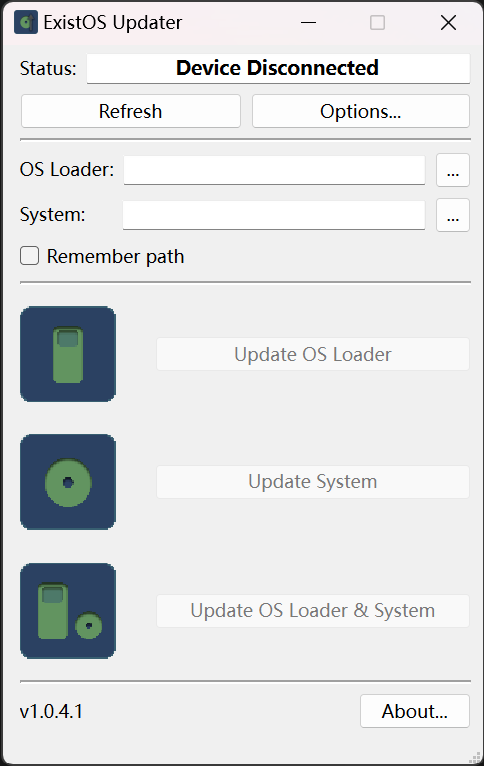 ExistOS Updater
Status: Device Disconnected
Refresh Options...
OS Loader: ...
System: ...
Remember path
Update OS Loader
Update System
Update OS Loader & System
v1.0.4.1 About...